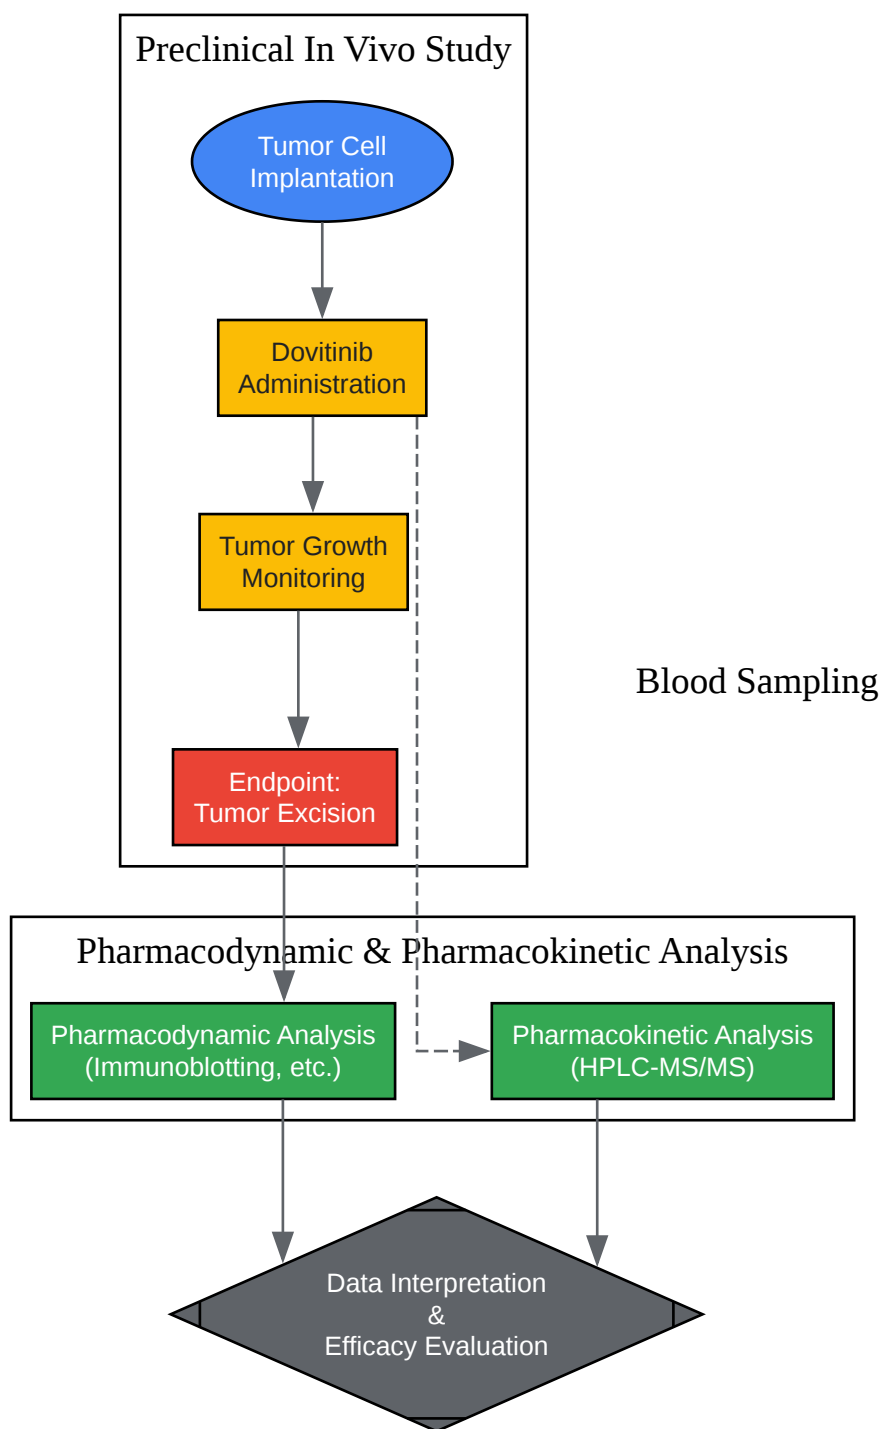 Preclinical In Vivo Study
Tumor Cell
Implantation
Dovitinib
Administration
Tumor Growth
Monitoring
Blood Sampling
Endpoint:
Tumor Excision
Pharmacodynamic & Pharmacokinetic Analysis
Pharmacodynamic Analysis
(Immunoblotting, etc.)
Pharmacokinetic Analysis
(HPLC-MS/MS)
Data Interpretation
&
Efficacy Evaluation